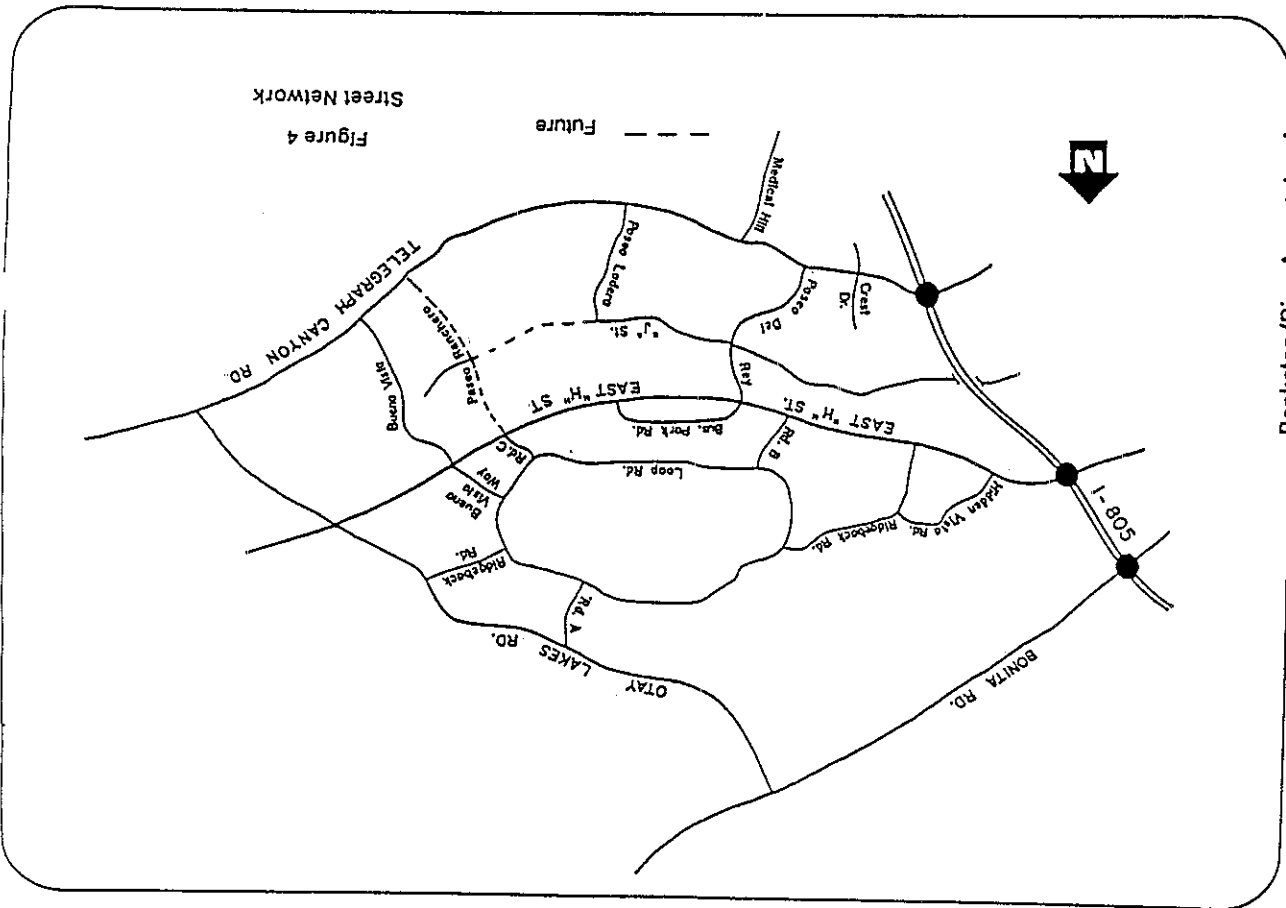 BONITA RD.
OTAY LAKES RD.
"Rd. A
I-805
Ridgeback
Rd.
Ridgeback Rd.
Hidden Vista Rd.
Buena
Vista
Way
Loop Rd.
Rd. C
Rd. B
EAST "H" ST.
Bus. Park Rd.
EAST "H" ST.
Buena Vista
Paseo Ranchero
Rey
"J" St.
TELEGRAPH CANYON RD.
Paseo
Del
Crest
Dr.
Paseo Ladera
Medical Hill
N
Future
Figure 4
Street Network